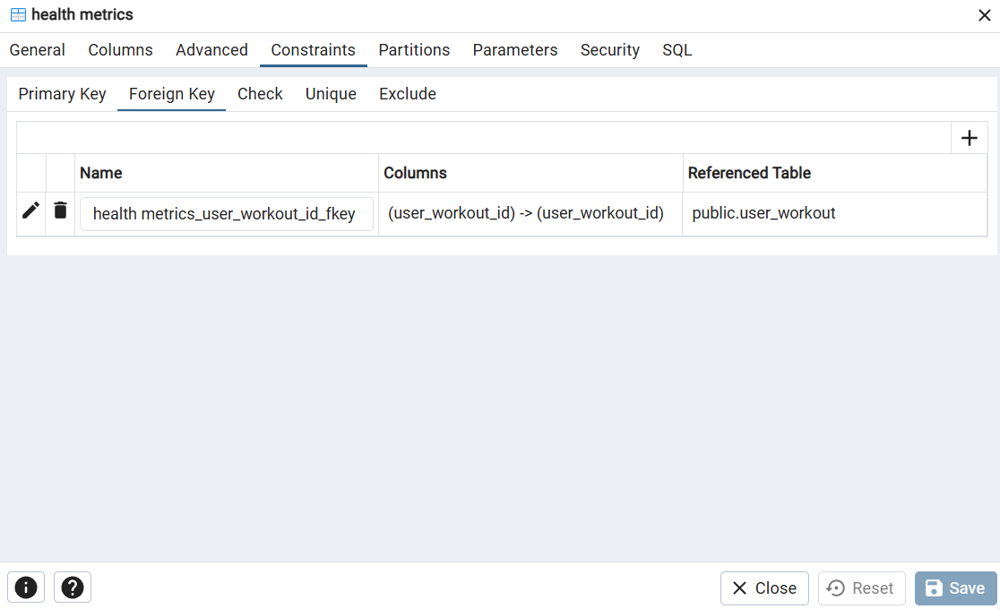 health metrics
General Columns Advanced Constraints Partitions Parameters Security SQL
Primary Key Foreign Key Check Unique Exclude
Name Columns Referenced Table
health metrics_user_workout_id_fkey (user_workout_id) -> (user_workout_id) public.user_workout
Close Reset Save